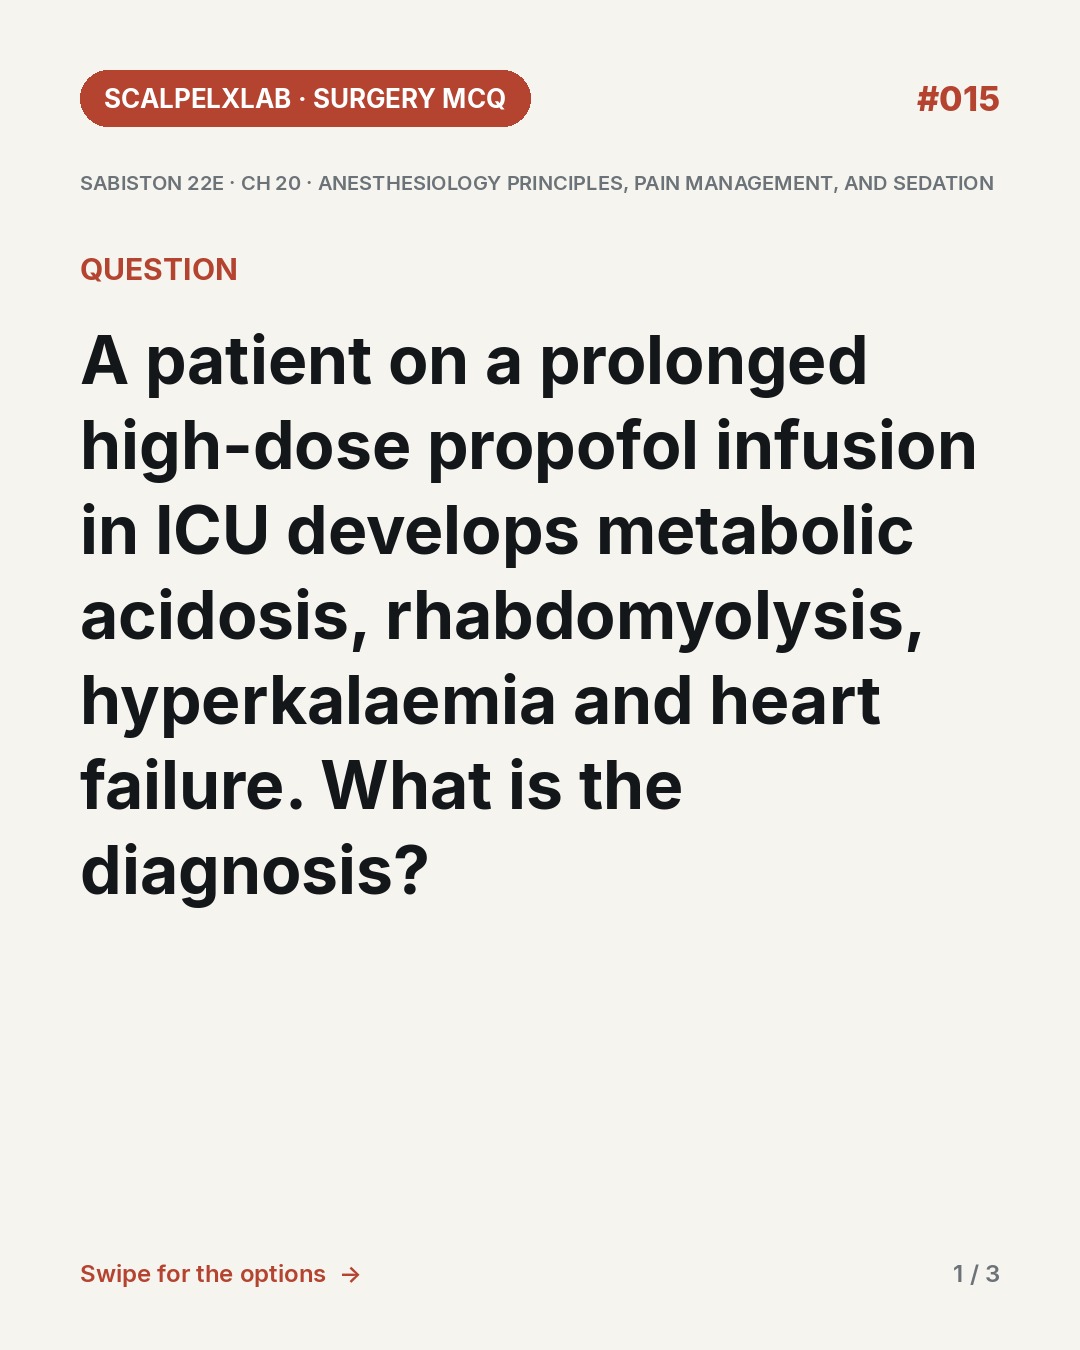 SCALPELXLAB · SURGERY MCQ
#015
SABISTON 22E · CH 20 · ANESTHESIOLOGY PRINCIPLES, PAIN MANAGEMENT, AND SEDATION
QUESTION
A patient on a prolonged
high-dose propofol infusion
in ICU develops metabolic
acidosis, rhabdomyolysis,
hyperkalaemia and heart
failure. What is the
diagnosis?
Swipe for the options →
1 / 3